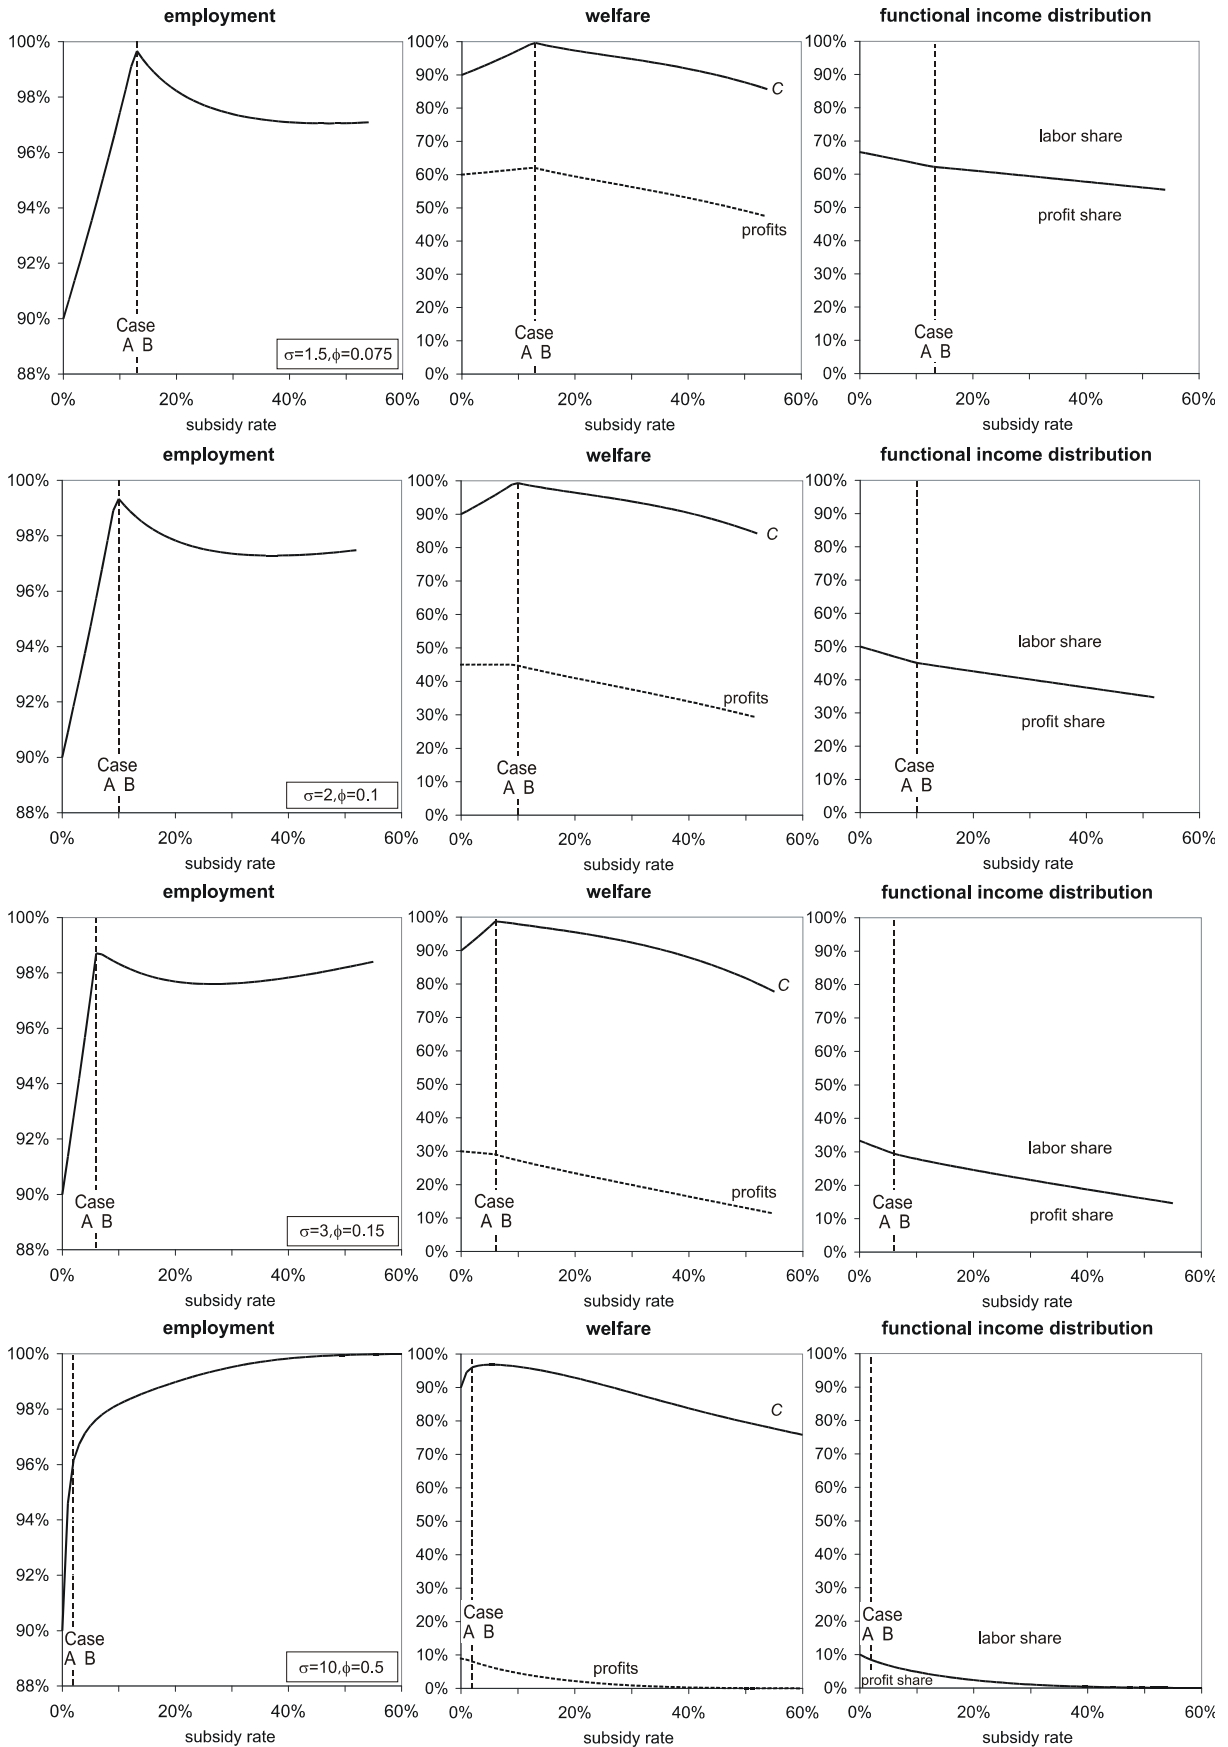 employment
welfare
functional income distribution
100%
98%
96%
94%
92%
90%
88%
0%
20%
40%
60%
subsidy rate
Case
A B
σ=1.5,ϕ=0.075
100%
90%
80%
70%
60%
50%
40%
30%
20%
10%
0%
0%
20%
40%
60%
subsidy rate
C
profits
Case
A B
100%
90%
80%
70%
60%
50%
40%
30%
20%
10%
0%
0%
20%
40%
60%
subsidy rate
labor share
profit share
Case
A B
employment
welfare
functional income distribution
100%
98%
96%
94%
92%
90%
88%
0%
20%
40%
60%
subsidy rate
Case
A B
σ=2,ϕ=0.1
100%
90%
80%
70%
60%
50%
40%
30%
20%
10%
0%
0%
20%
40%
60%
subsidy rate
C
profits
Case
A B
100%
90%
80%
70%
60%
50%
40%
30%
20%
10%
0%
0%
20%
40%
60%
subsidy rate
labor share
profit share
Case
A B
employment
welfare
functional income distribution
100%
98%
96%
94%
92%
90%
88%
0%
20%
40%
60%
subsidy rate
Case
A B
σ=3,ϕ=0.15
100%
90%
80%
70%
60%
50%
40%
30%
20%
10%
0%
0%
20%
40%
60%
subsidy rate
C
profits
Case
A B
100%
90%
80%
70%
60%
50%
40%
30%
20%
10%
0%
0%
20%
40%
60%
subsidy rate
labor share
profit share
Case
A B
employment
welfare
functional income distribution
100%
98%
96%
94%
92%
90%
88%
0%
20%
40%
60%
subsidy rate
Case
A B
σ=10,ϕ=0.5
100%
90%
80%
70%
60%
50%
40%
30%
20%
10%
0%
0%
20%
40%
60%
subsidy rate
C
Case
A B
profits
100%
90%
80%
70%
60%
50%
40%
30%
20%
10%
0%
0%
20%
40%
60%
subsidy rate
Case
A B
labor share
profit share